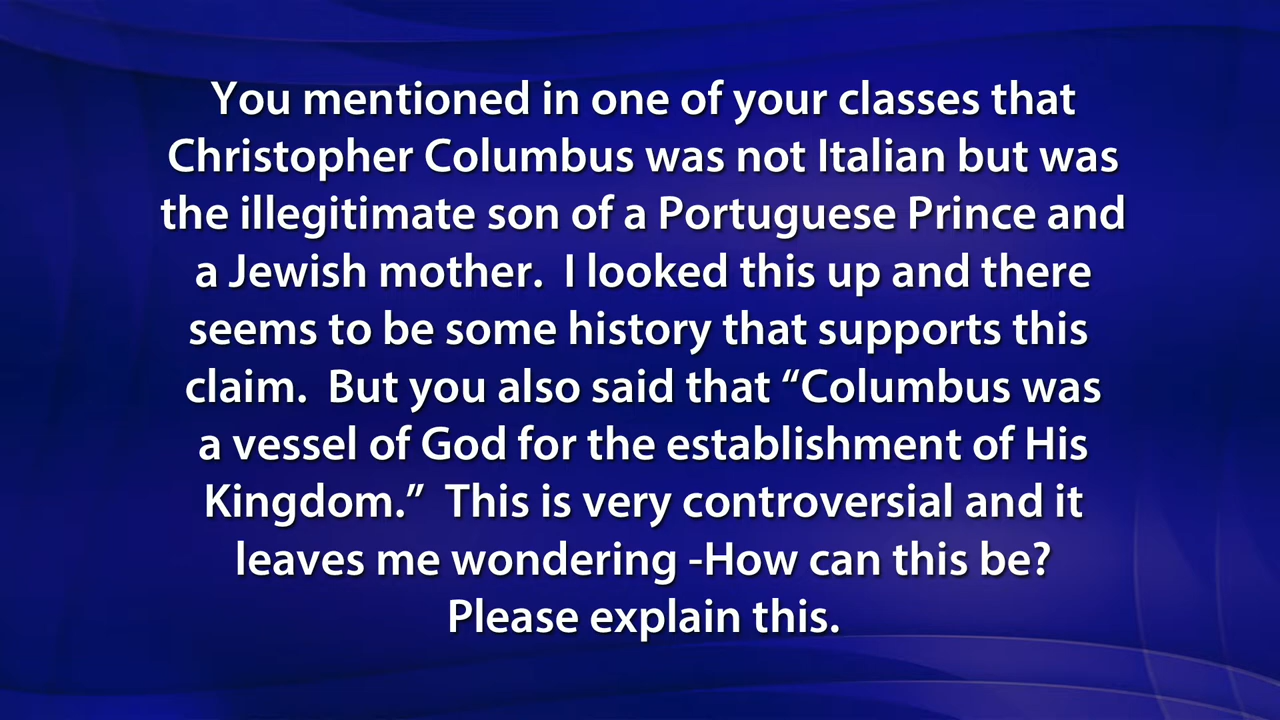 You mentioned in one of your classes that
Christopher Columbus was not Italian but was
the illegitimate son of a Portuguese Prince and
a Jewish mother.  I looked this up and there
seems to be some history that supports this
claim.  But you also said that “Columbus was
a vessel of God for the establishment of His
Kingdom.”  This is very controversial and it
leaves me wondering -How can this be?
Please explain this.